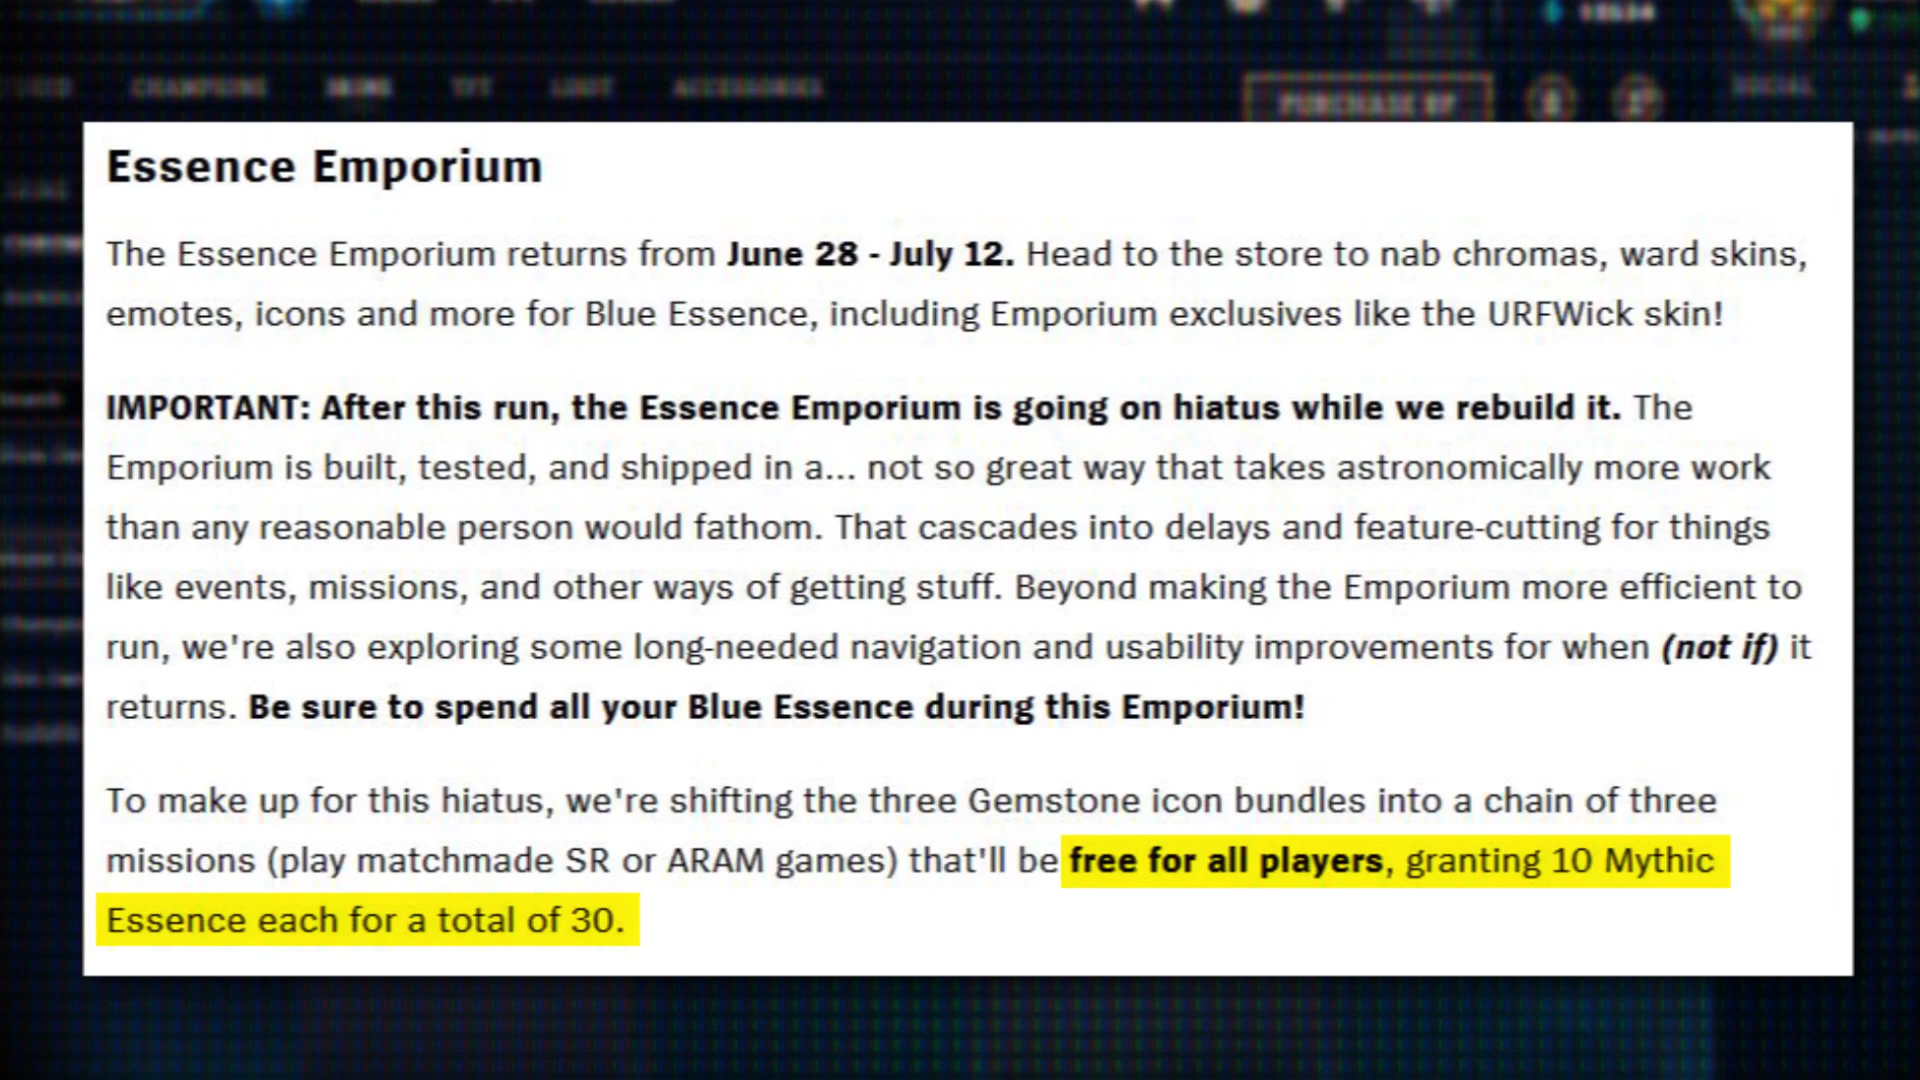 CHAMPIONS SKINS TFT LOOT ACCESSORIES PURCHASE RP SOCIAL
Essence Emporium
The Essence Emporium returns from June 28 - July 12. Head to the store to nab chromas, ward skins,
emotes, icons and more for Blue Essence, including Emporium exclusives like the URFWick skin!
IMPORTANT: After this run, the Essence Emporium is going on hiatus while we rebuild it. The
Emporium is built, tested, and shipped in a... not so great way that takes astronomically more work
than any reasonable person would fathom. That cascades into delays and feature-cutting for things
like events, missions, and other ways of getting stuff. Beyond making the Emporium more efficient to
run, we're also exploring some long-needed navigation and usability improvements for when (not if) it
returns. Be sure to spend all your Blue Essence during this Emporium!
To make up for this hiatus, we're shifting the three Gemstone icon bundles into a chain of three
missions (play matchmade SR or ARAM games) that'll be free for all players, granting 10 Mythic
Essence each for a total of 30.